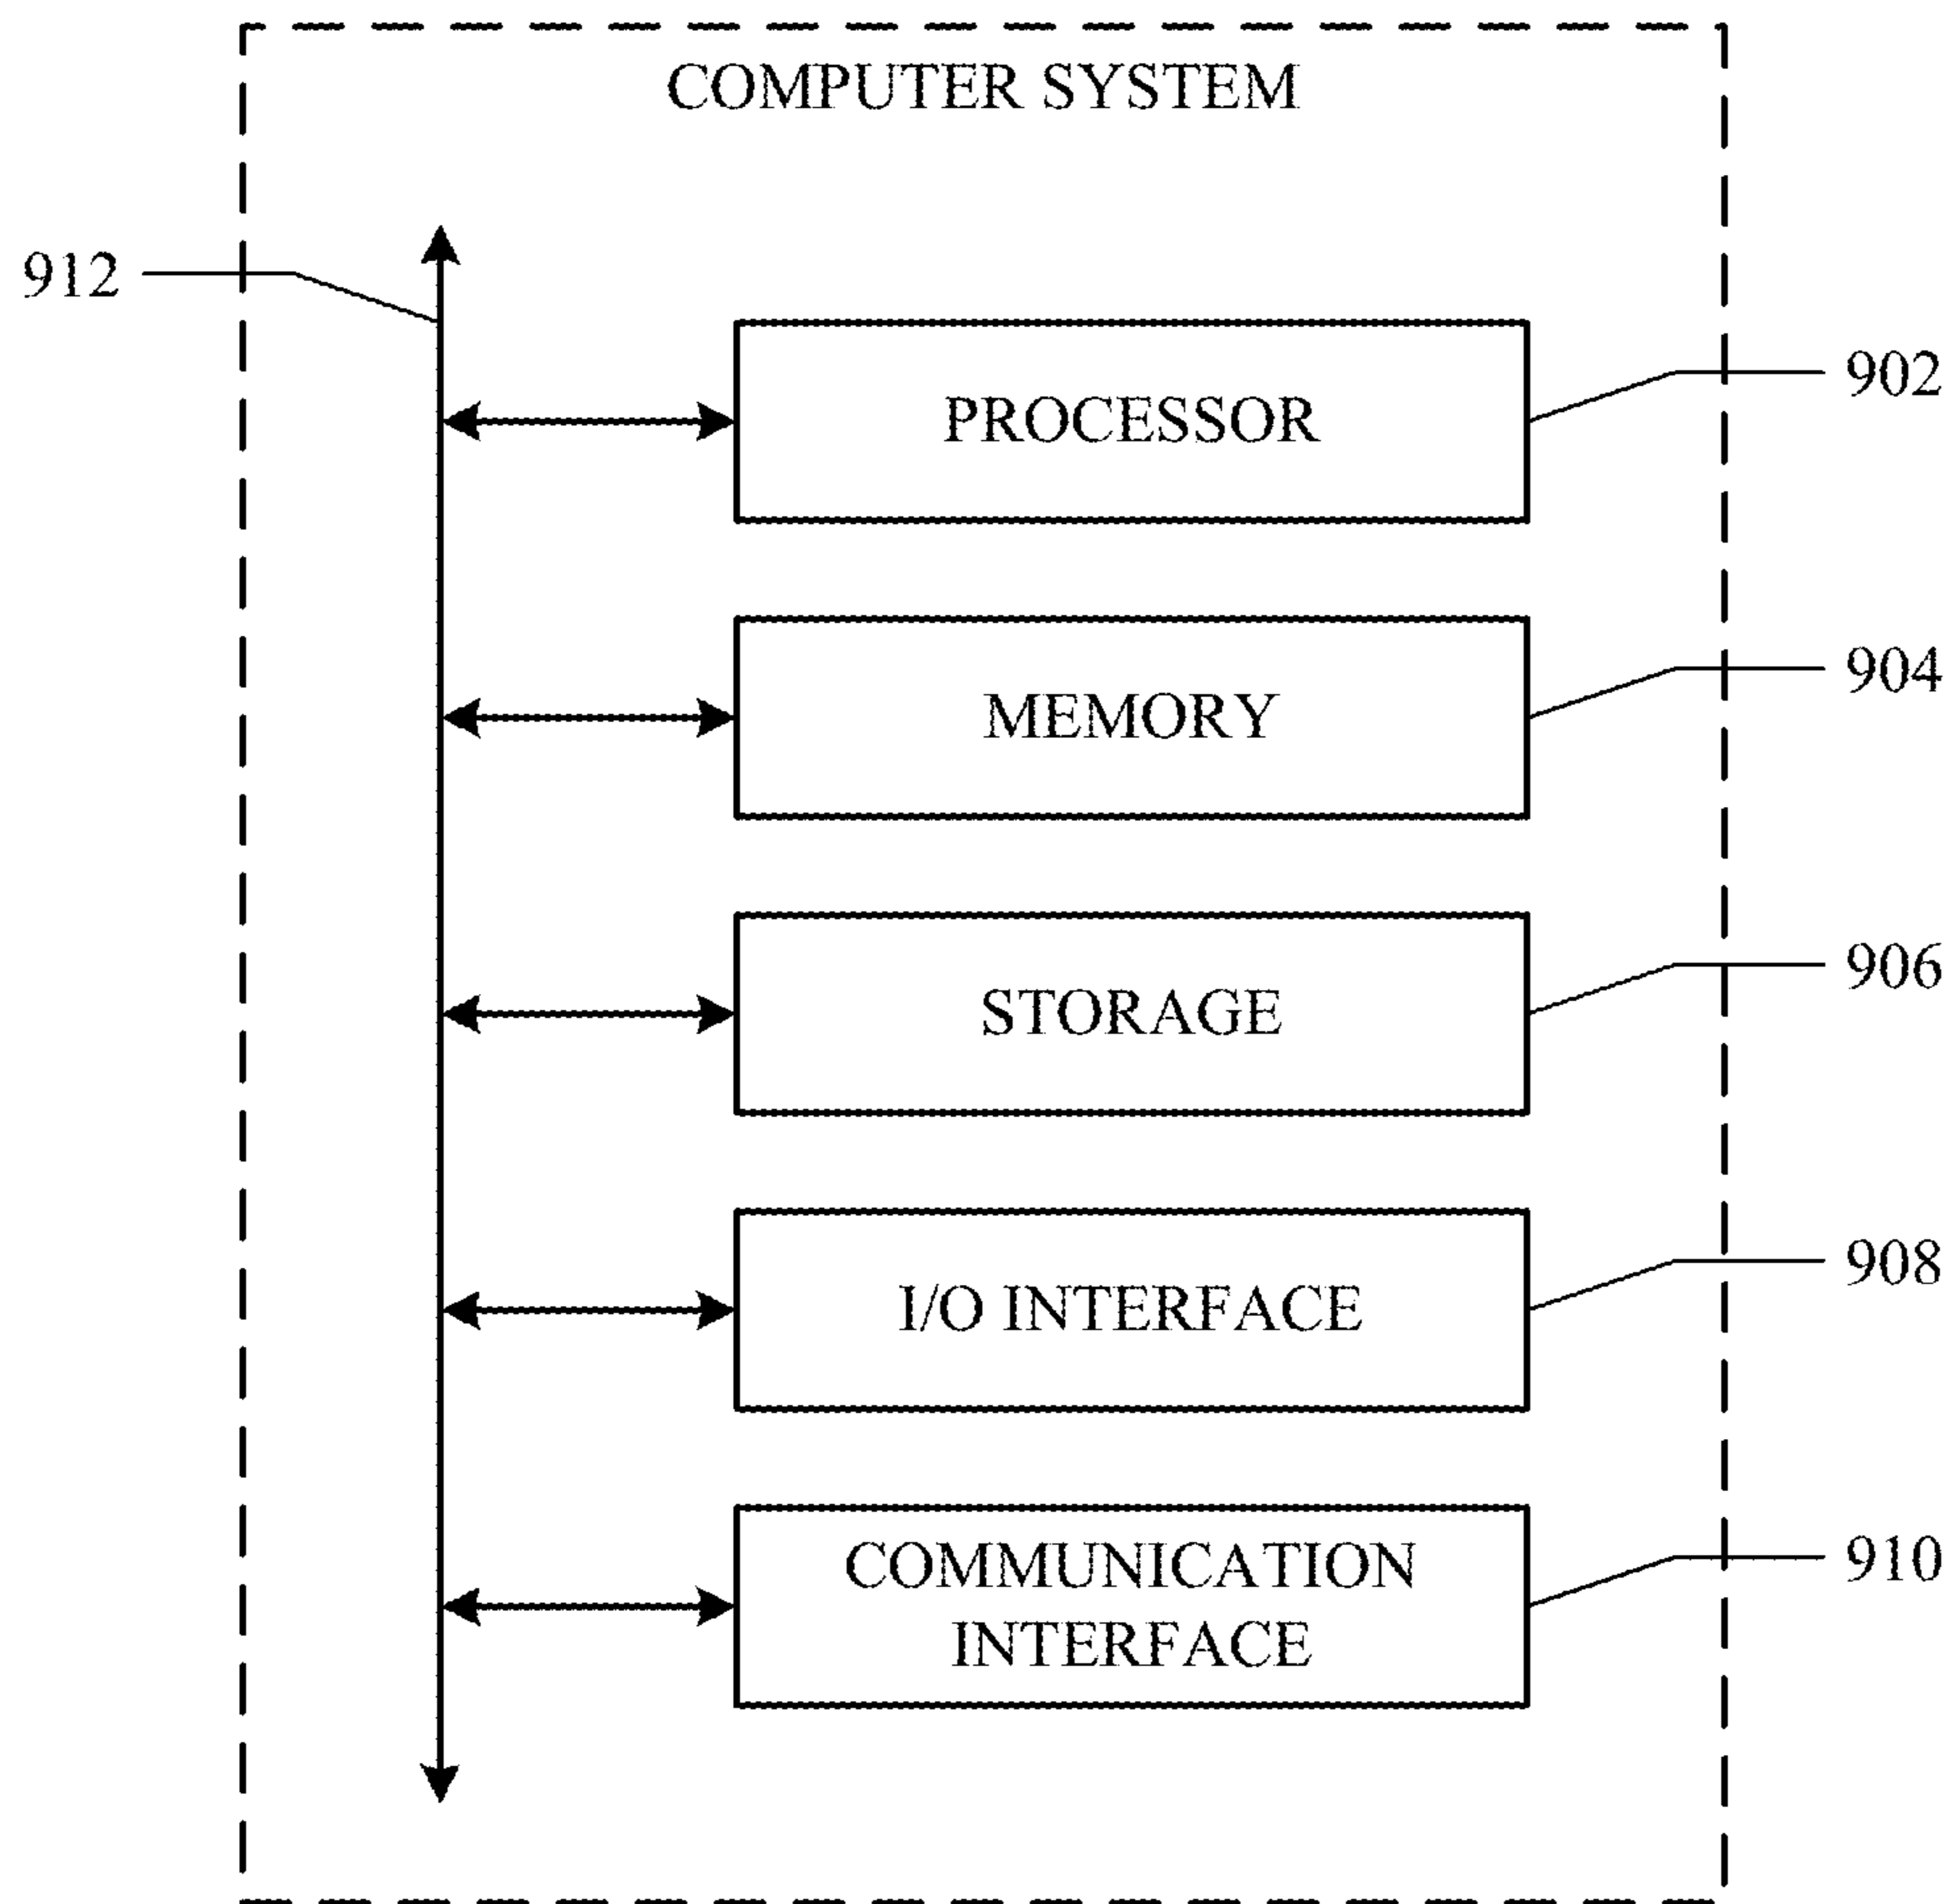 COMPUTER SYSTEM
912
PROCESSOR
902
MEMORY
904
STORAGE
906
I/O INTERFACE
908
COMMUNICATION
INTERFACE
910